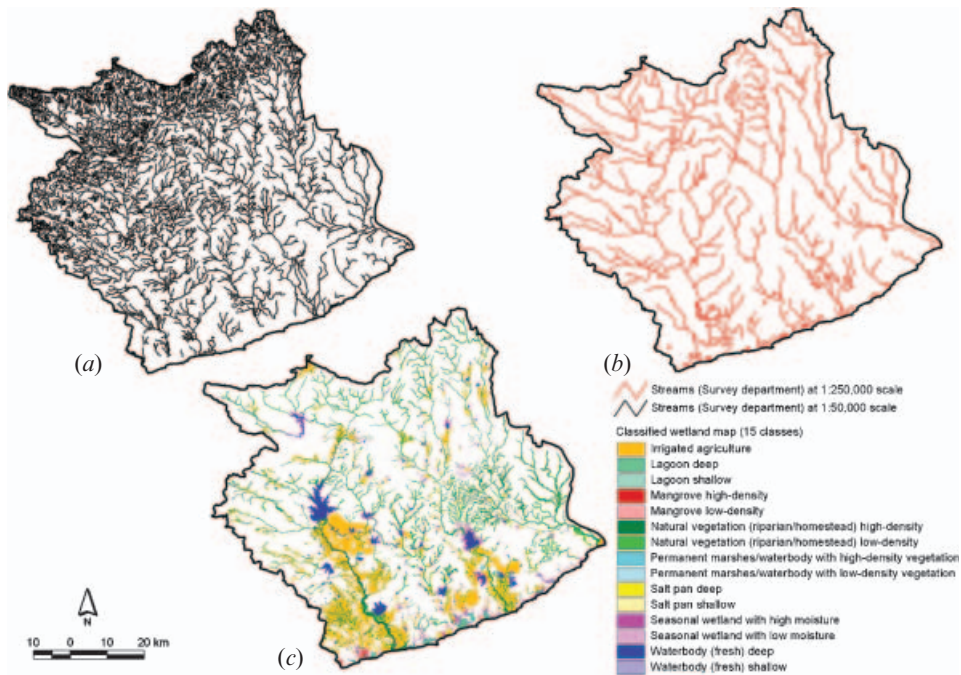 (a)
(b)
(c)
Streams (Survey department) at 1:250,000 scale
Streams (Survey department) at 1:50,000 scale
Classified wetland map (15 classes)
Irrigated agriculture
Lagoon deep
Lagoon shallow
Mangrove high-density
Mangrove low-density
Natural vegetation (riparian/homestead) high-density
Natural vegetation (riparian/homestead) low-density
Permanent marshes/waterbody with high-density vegetation
Permanent marshes/waterbody with low-density vegetation
Salt pan deep
Salt pan shallow
Seasonal wetland with high moisture
Seasonal wetland with low moisture
Waterbody (fresh) deep
Waterbody (fresh) shallow
N
10 0 10 20 km